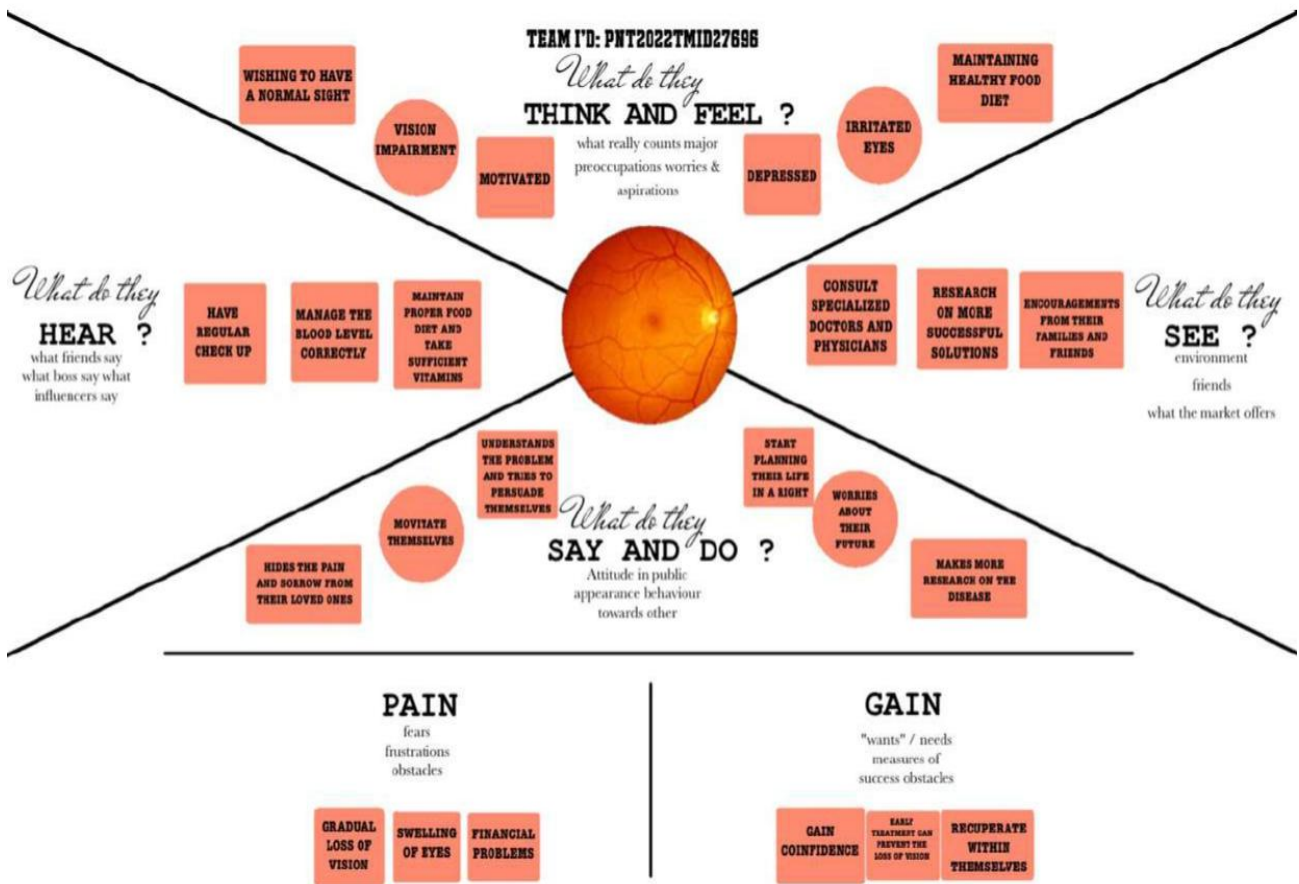 TEAM I'D: PNT2022TMID27696
What do they
THINK AND FEEL ?
what really counts major
preoccupations worries &
aspirations
WISHING TO HAVE
A NORMAL SIGHT
VISION
IMPAIRMENT
MOTIVATED
DEPRESSED
IRRITATED
EYES
MAINTAINING
HEALTHY FOOD
DIET
What do they
HEAR ?
what friends say
what boss say what
influencers say
HAVE
REGULAR
CHECK UP
MANAGE THE
BLOOD LEVEL
CORRECTLY
MAINTAIN
PROPER FOOD
DIET AND
TAKE
SUFFICIENT
VITAMINS
CONSULT
SPECIALIZED
DOCTORS AND
PHYSICIANS
RESEARCH
ON MORE
SUCCESSFUL
SOLUTIONS
ENCOURAGEMENTS
FROM THEIR
FAMILIES AND
FRIENDS
What do they
SEE ?
environment
friends
what the market offers
HIDES THE PAIN
AND SORROW FROM
THEIR LOVED ONES
MOVITATE
THEMSELVES
UNDERSTANDS
THE PROBLEM
AND TRIES TO
PERSUADE
THEMSELVES
What do they
SAY AND DO ?
Attitude in public
appearance behaviour
towards other
START
PLANNING
THEIR LIFE
IN A RIGHT
WORRIES
ABOUT
THEIR
FUTURE
MAKES MORE
RESEARCH ON THE
DISEASE
PAIN
fears
frustrations
obstacles
GRADUAL
LOSS OF
VISION
SWELLING
OF EYES
FINANCIAL
PROBLEMS
GAIN
"wants" / needs
measures of
success obstacles
GAIN
COINFIDENCE
EARLY
TREATMENT CAN
PREVENT THE
LOSS OF VISION
RECUPERATE
WITHIN
THEMSELVES